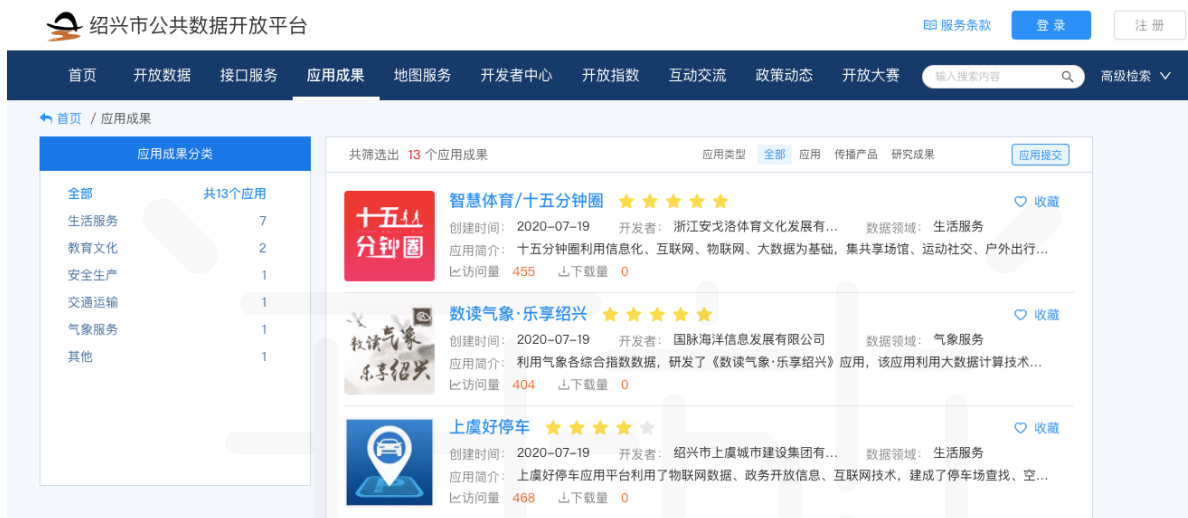 绍兴市公共数据开放平台 服务条款 登 录 注 册
首页 开放数据 接口服务 应用成果 地图服务 开发者中心 开放指数 互动交流 政策动态 开放大赛 输入搜索内容 高级检索
首页 / 应用成果
应用成果分类
全部 共13个应用
生活服务 7
教育文化 2
安全生产 1
交通运输 1
气象服务 1
其他 1
共筛选出 13 个应用成果 应用类型 全部 应用 传播产品 研究成果 应用提交
十五
分钟圈
智慧体育/十五分钟圈 收藏
创建时间: 2020-07-19 开发者: 浙江安戈洛体育文化发展有... 数据领域: 生活服务
应用简介: 十五分钟圈利用信息化、互联网、物联网、大数据为基础，集共享场馆、运动社交、户外出行...
访问量 455 下载量 0
数读气象
乐享绍兴
数读气象·乐享绍兴 收藏
创建时间: 2020-07-19 开发者: 国脉海洋信息发展有限公司 数据领域: 气象服务
应用简介: 利用气象各综合指数数据，研发了《数读气象·乐享绍兴》应用，该应用利用大数据计算技术...
访问量 404 下载量 0
P
上虞好停车 收藏
创建时间: 2020-07-19 开发者: 绍兴市上虞城市建设集团有... 数据领域: 生活服务
应用简介: 上虞好停车应用平台利用了物联网数据、政务开放信息、互联网技术，建成了停车场查找、空...
访问量 468 下载量 0